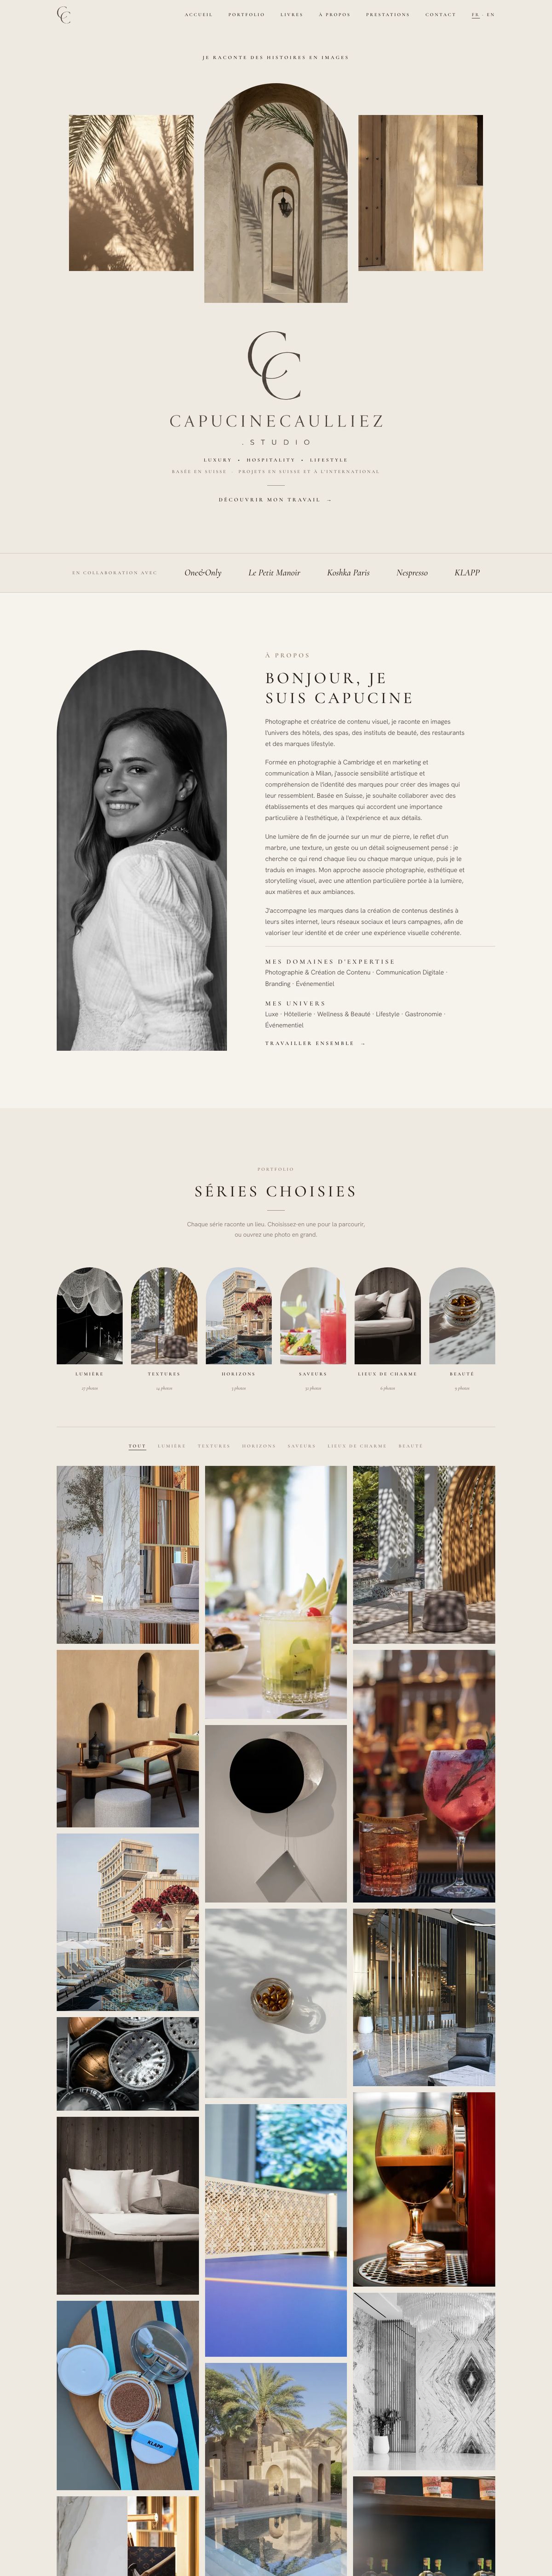 CC
ACCUEIL PORTFOLIO LIVRES À PROPOS PRESTATIONS CONTACT FR · EN
JE RACONTE DES HISTOIRES EN IMAGES
CC
CAPUCINECAULLIEZ
.STUDIO
LUXURY • HOSPITALITY • LIFESTYLE
BASÉE EN SUISSE · PROJETS EN SUISSE ET À L'INTERNATIONAL
DÉCOUVRIR MON TRAVAIL →
EN COLLABORATION AVEC One&Only Le Petit Manoir Koshka Paris Nespresso KLAPP
À PROPOS
BONJOUR, JE
SUIS CAPUCINE
Photographe et créatrice de contenu visuel, je raconte en images
l'univers des hôtels, des spas, des instituts de beauté, des restaurants
et des marques lifestyle.
Formée en photographie à Cambridge et en marketing et
communication à Milan, j'associe sensibilité artistique et
compréhension de l'identité des marques pour créer des images qui
leur ressemblent. Basée en Suisse, je souhaite collaborer avec des
établissements et des marques qui accordent une importance
particulière à l'esthétique, à l'expérience et aux détails.
Une lumière de fin de journée sur un mur de pierre, le reflet d'un
marbre, une texture, un geste ou un détail soigneusement pensé : je
cherche ce qui rend chaque lieu ou chaque marque unique, puis je le
traduis en images. Mon approche associe photographie, esthétique et
storytelling visuel, avec une attention particulière portée à la lumière,
aux matières et aux ambiances.
J'accompagne les marques dans la création de contenus destinés à
leurs sites internet, leurs réseaux sociaux et leurs campagnes, afin de
valoriser leur identité et de créer une expérience visuelle cohérente.
MES DOMAINES D'EXPERTISE
Photographie & Création de Contenu · Communication Digitale ·
Branding · Événementiel
MES UNIVERS
Luxe · Hôtellerie · Wellness & Beauté · Lifestyle · Gastronomie ·
Événementiel
TRAVAILLER ENSEMBLE →
PORTFOLIO
SÉRIES CHOISIES
Chaque série raconte un lieu. Choisissez-en une pour la parcourir,
ou ouvrez une photo en grand.
LUMIÈRE TEXTURES HORIZONS SAVEURS LIEUX DE CHARME BEAUTÉ
photos photos photos photos photos photos
TOUT LUMIÈRE TEXTURES HORIZONS SAVEURS LIEUX DE CHARME BEAUTÉ
KLAPP